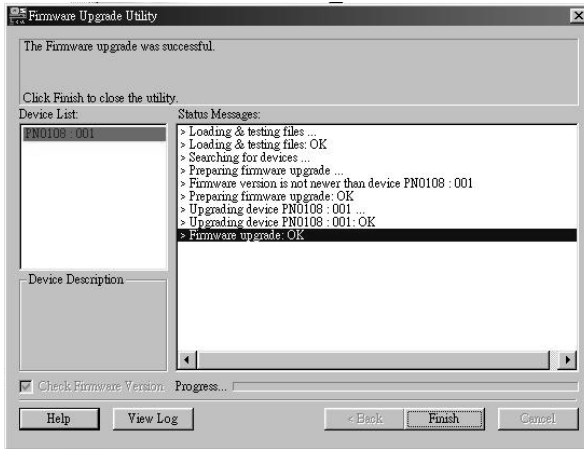 Firmware Upgrade Utility
The Firmware upgrade was successful.
Click Finish to close the utility.
Device List:
Status Messages:
PN0108 : 001
> Loading & testing files ...
> Loading & testing files: OK
> Searching for devices ...
> Preparing firmware upgrade ...
> Firmware version is not newer than device PN0108 : 001
> Preparing firmware upgrade: OK
> Upgrading device PN0108 : 001 ...
> Upgrading device PN0108 : 001: OK
> Firmware upgrade: OK
Device Description
Check Firmware Version
Progress...
Help
View Log
< Back
Finish
Cancel